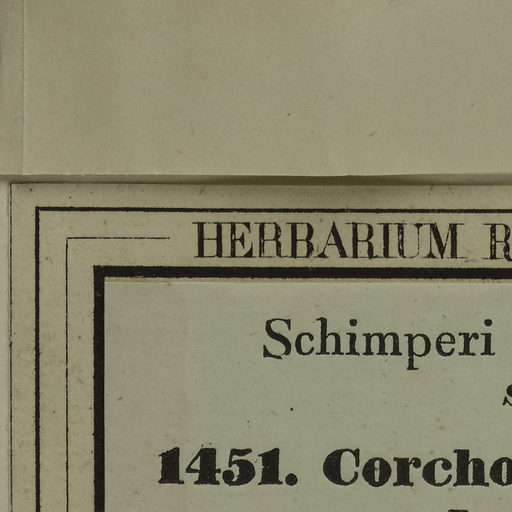 HERBARIUM R
Schimperi
s
1451. Corcho